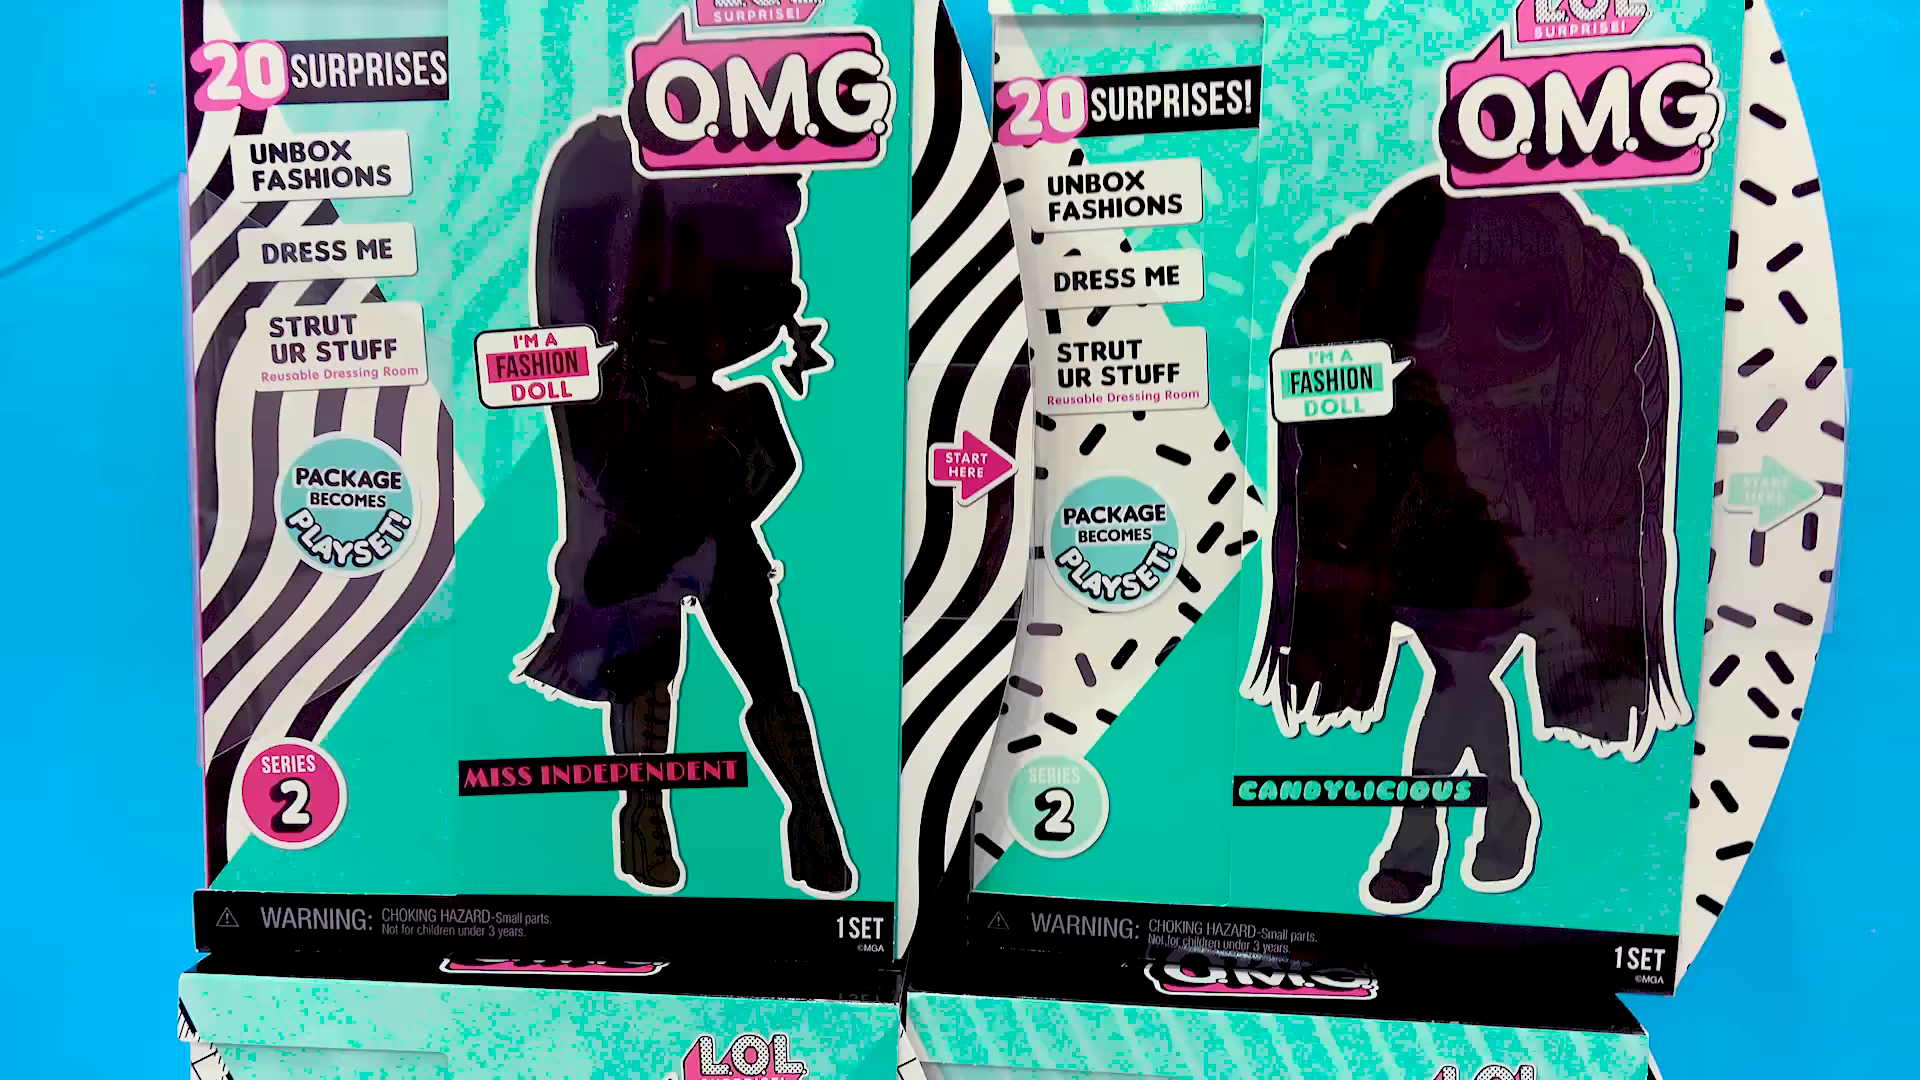 SURPRISE!
O.M.G.
20 SURPRISES
UNBOX
FASHIONS
DRESS ME
STRUT
UR STUFF
Reusable Dressing Room
I'M A
FASHION
DOLL
PACKAGE
BECOMES
PLAYSET!
START
HERE
SERIES
2
MISS INDEPENDENT
WARNING: CHOKING HAZARD-Small parts.
Not for children under 3 years.
1 SET
©MGA
L.O.L
SURPRISE!
O.M.G.
20 SURPRISES!
UNBOX
FASHIONS
DRESS ME
STRUT
UR STUFF
Reusable Dressing Room
I'M A
FASHION
DOLL
PACKAGE
BECOMES
PLAYSET!
START
HERE
SERIES
2
CANDYLICIOUS
WARNING: CHOKING HAZARD-Small parts.
Not for children under 3 years.
1 SET
©MGA
O.M.G.
L.O.L
SURPRISE!